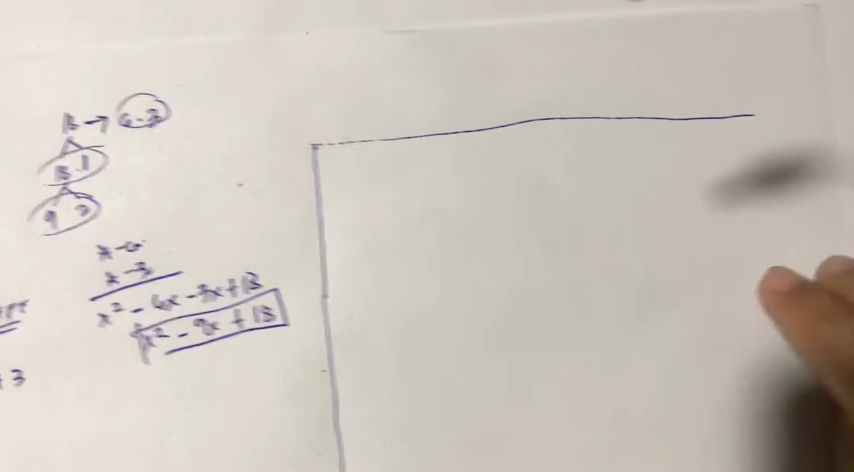 18 → 6 · 3
18 · 1
9 2
x - 6
x - 3
x² - 6x - 3x + 18
x² - 9x + 18
+ 3